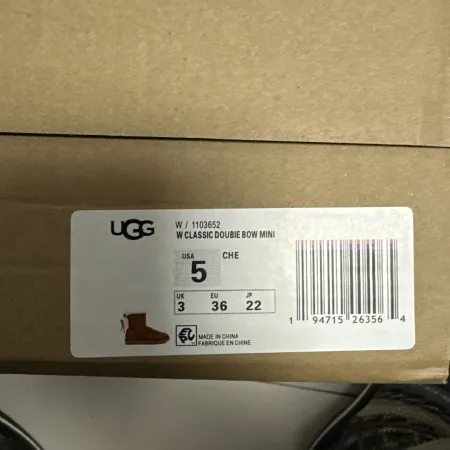 UGG
W / 1103652
W CLASSIC DOUBIE BOW MINI
USA
5
CHE
UK EU JP
3 36 22
MADE IN CHINA
FABRIQUE EN CHINE
1 94715 26356 4